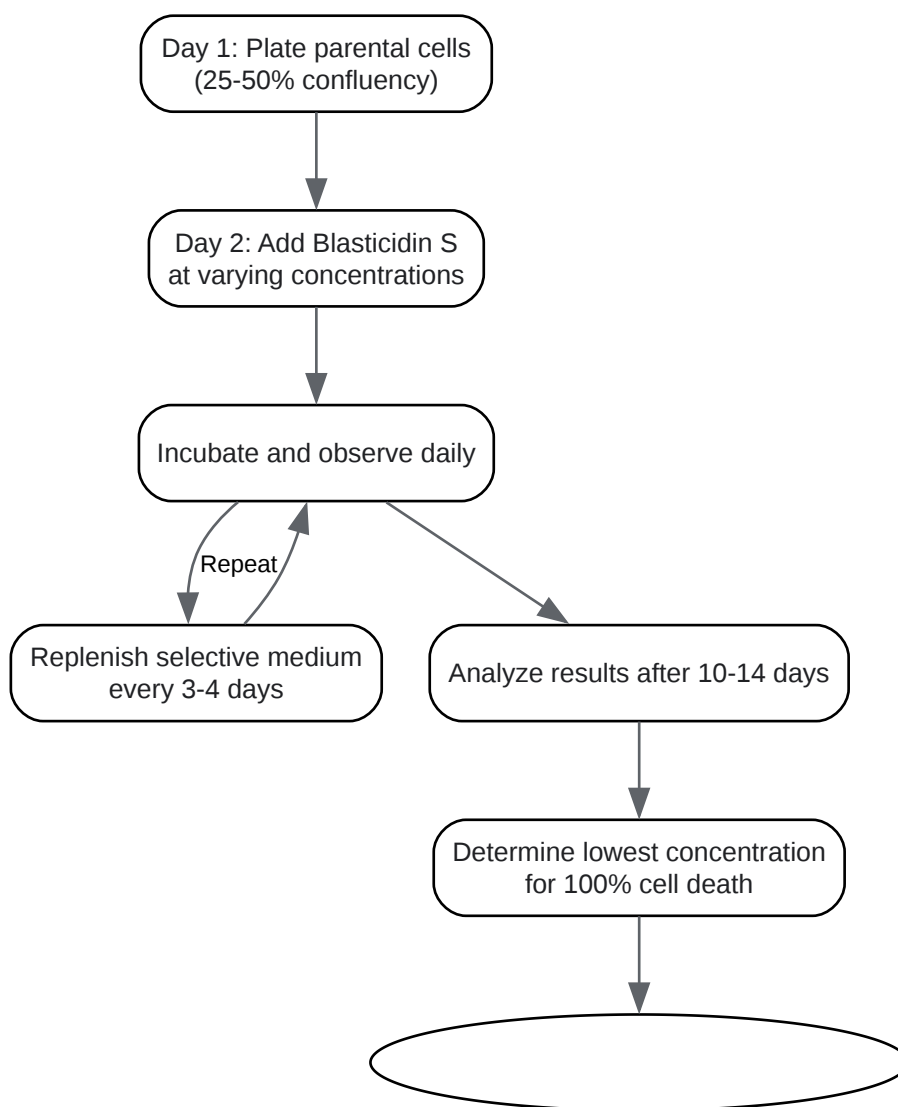 Day 1: Plate parental cells
(25-50% confluency)
Day 2: Add Blasticidin S
at varying concentrations
Incubate and observe daily
Repeat
Replenish selective medium
every 3-4 days
Analyze results after 10-14 days
Determine lowest concentration
for 100% cell death